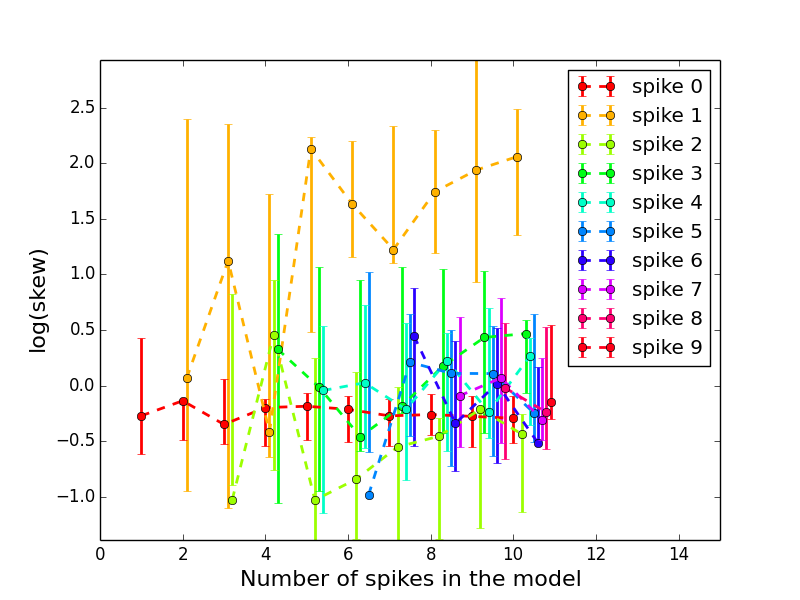 2.5
2.0
1.5
1.0
0.5
0.0
−0.5
−1.0
log(skew)
0 2 4 6 8 10 12 14
Number of spikes in the model
spike 0
spike 1
spike 2
spike 3
spike 4
spike 5
spike 6
spike 7
spike 8
spike 9